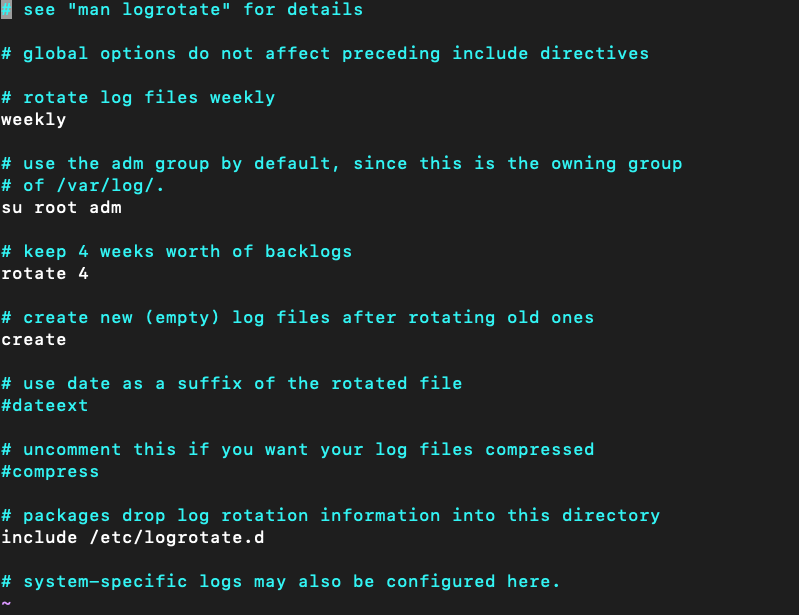 # see "man logrotate" for details
# global options do not affect preceding include directives
# rotate log files weekly
weekly
# use the adm group by default, since this is the owning group
# of /var/log/.
su root adm
# keep 4 weeks worth of backlogs
rotate 4
# create new (empty) log files after rotating old ones
create
# use date as a suffix of the rotated file
#dateext
# uncomment this if you want your log files compressed
#compress
# packages drop log rotation information into this directory
include /etc/logrotate.d
# system-specific logs may also be configured here.
~